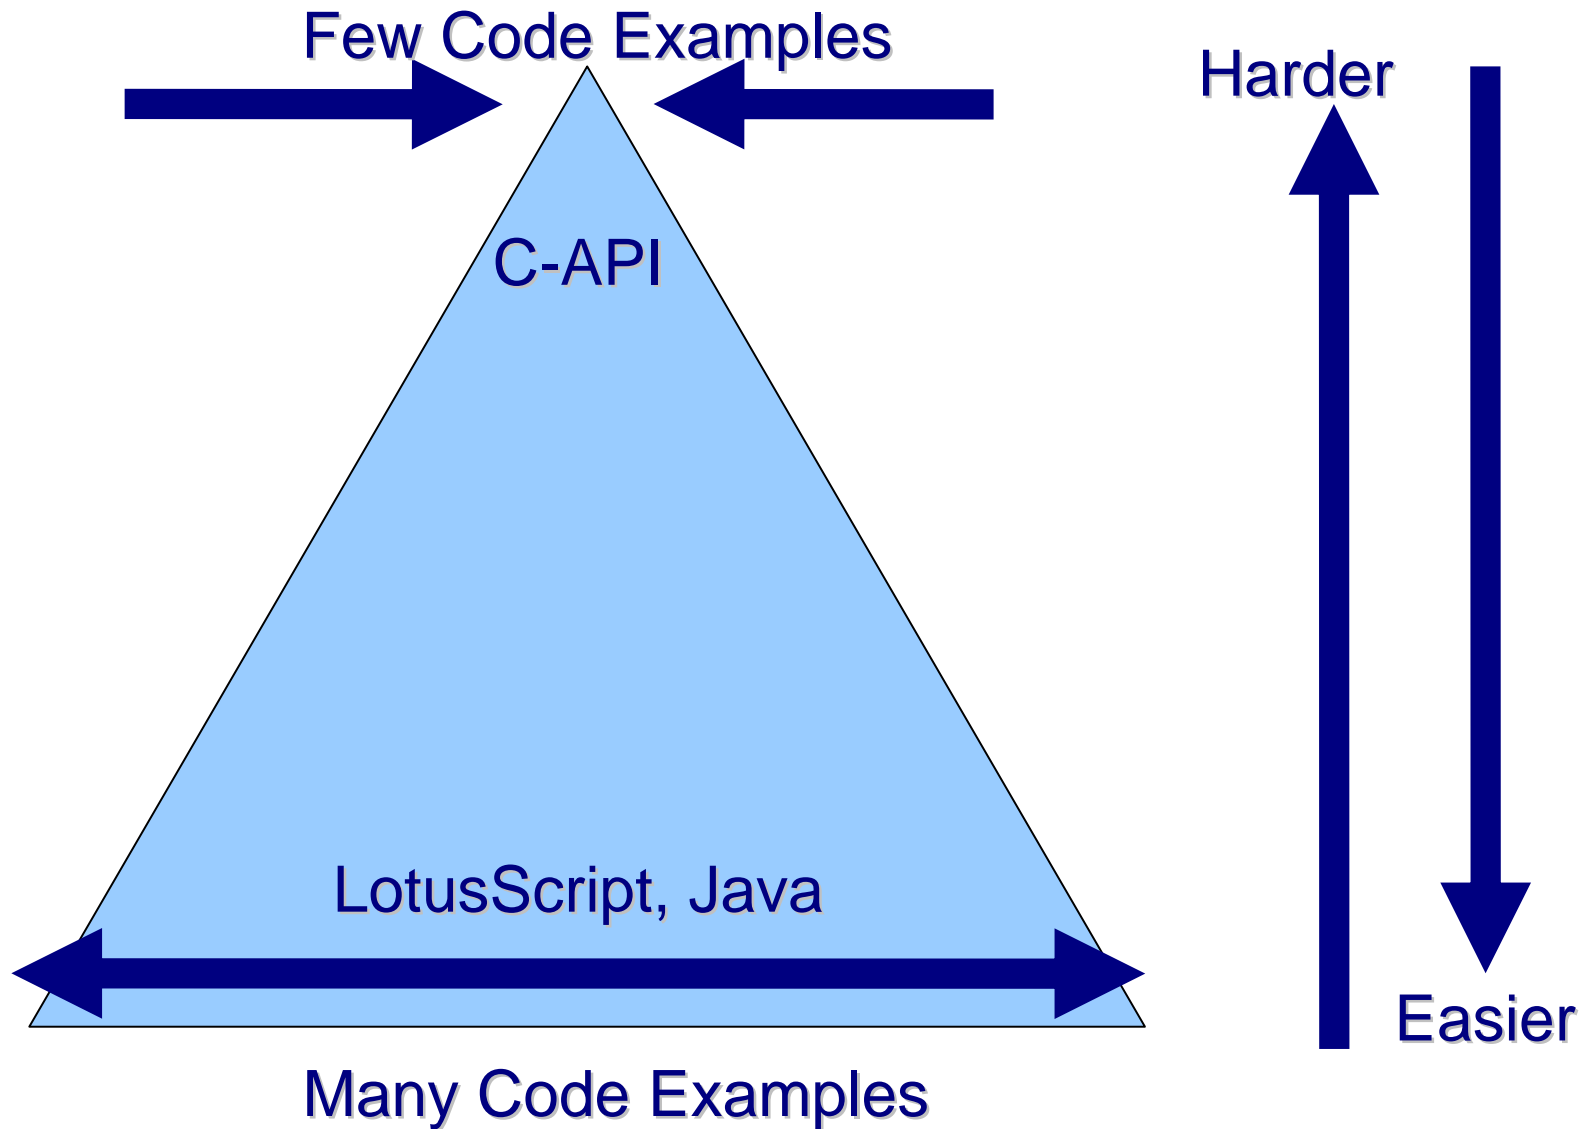 Few Code Examples
Harder
C-API
LotusScript, Java
Easier
Many Code Examples